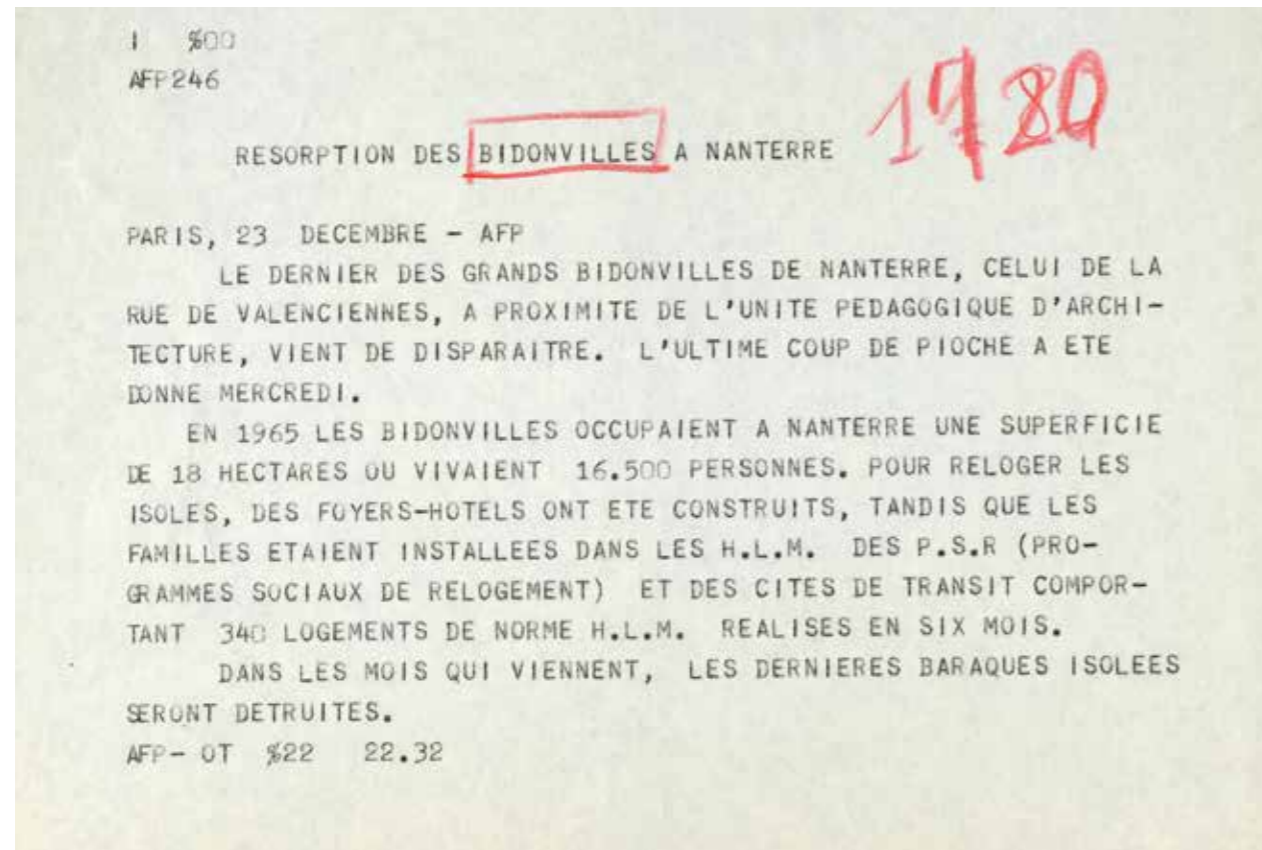 I %00
AFP246
1980
RESORPTION DES BIDONVILLES A NANTERRE
PARIS, 23 DECEMBRE - AFP
LE DERNIER DES GRANDS BIDONVILLES DE NANTERRE, CELUI DE LA
RUE DE VALENCIENNES, A PROXIMITE DE L'UNITE PEDAGOGIQUE D'ARCHI-
TECTURE, VIENT DE DISPARAITRE. L'ULTIME COUP DE PIOCHE A ETE
DONNE MERCREDI.
EN 1965 LES BIDONVILLES OCCUPAIENT A NANTERRE UNE SUPERFICIE
DE 18 HECTARES OU VIVAIENT 16.500 PERSONNES. POUR RELOGER LES
ISOLES, DES FOYERS-HOTELS ONT ETE CONSTRUITS, TANDIS QUE LES
FAMILLES ETAIENT INSTALLEES DANS LES H.L.M. DES P.S.R (PRO-
GRAMMES SOCIAUX DE RELOGEMENT) ET DES CITES DE TRANSIT COMPOR-
TANT 340 LOGEMENTS DE NORME H.L.M. REALISES EN SIX MOIS.
DANS LES MOIS QUI VIENNENT, LES DERNIERES BARAQUES ISOLEES
SERONT DETRUITES.
AFP- OT %22 22.32